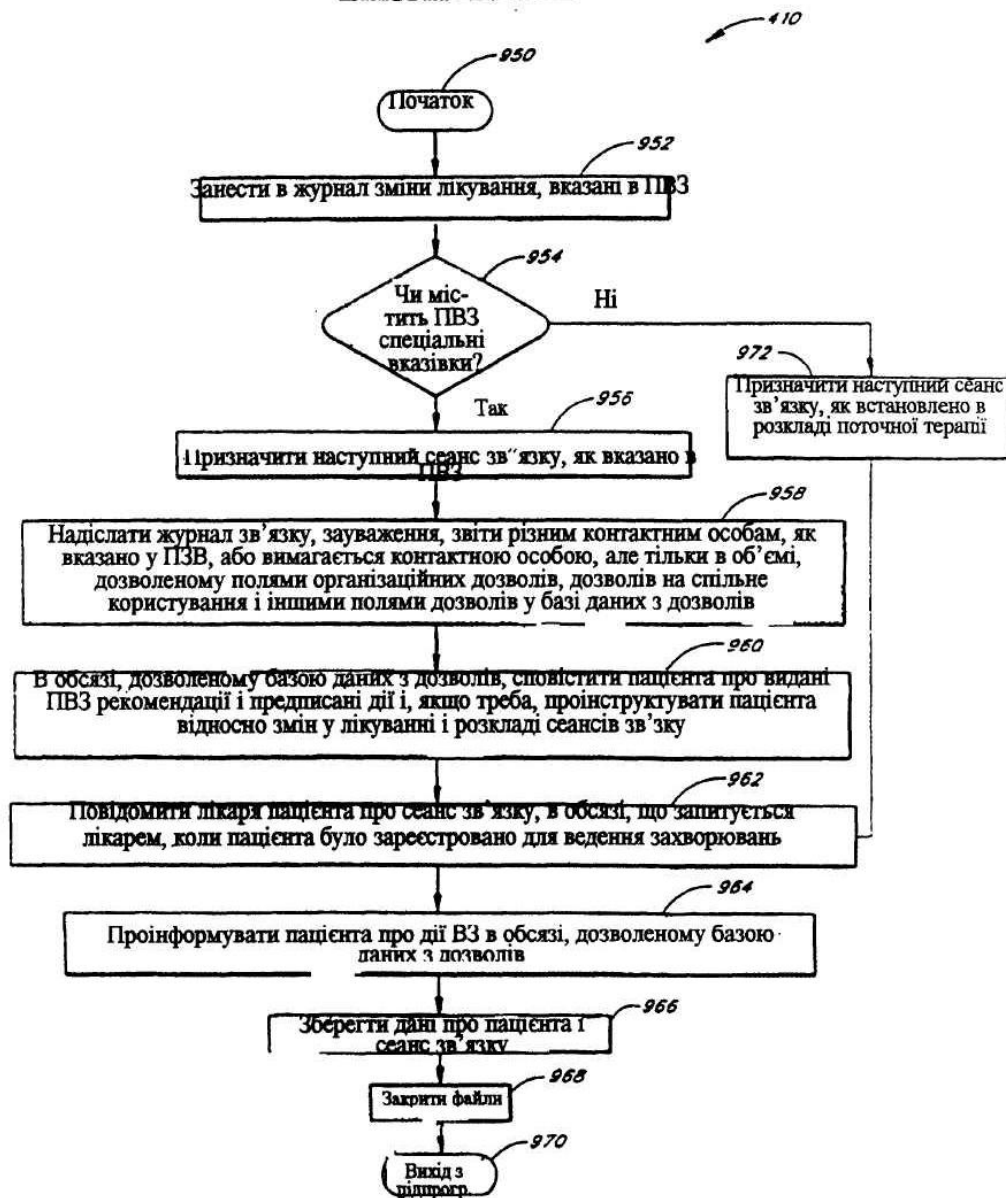 410
950
Початок
952
Занести в журнал зміни лікування, вказані в ПВЗ
954
Чи міс-
тить ПВЗ
спеціальні
вказівки?
Ні
Так
972
Призначити наступний сеанс
зв’язку, як встановлено в
розкладі поточної терапії
956
Призначити наступний сеанс зв"язку, як вказано в
ПВЗ
958
Надіслати журнал зв’язку, зауваження, звіти різним контактним особам, як
вказано у ПЗВ, або вимагається контактною особою, але тільки в об’ємі,
дозволеному полями організаційних дозволів, дозволів на спільне
користування і іншими полями дозволів у базі даних з дозволів
960
В обсязі, дозволеному базою даних з дозволів, сповістити пацієнта про видані
ПВЗ рекомендації і предписані дії і, якщо треба, проінструктувати пацієнта
відносно змін у лікуванні і розкладі сеансів зв’зку
962
Повідомити лікаря пацієнта про сеанс зв’язку, в обсязі, що запитується
лікарем, коли пацієнта було зареєстровано для ведення захворювань
964
Проінформувати пацієнта про дії ВЗ в обсязі, дозволеному базою
даних з дозволів
966
Зберегти дані про пацієнта і
сеанс зв’язку
968
Закрити файли
970
Вихід з
підпрогр.